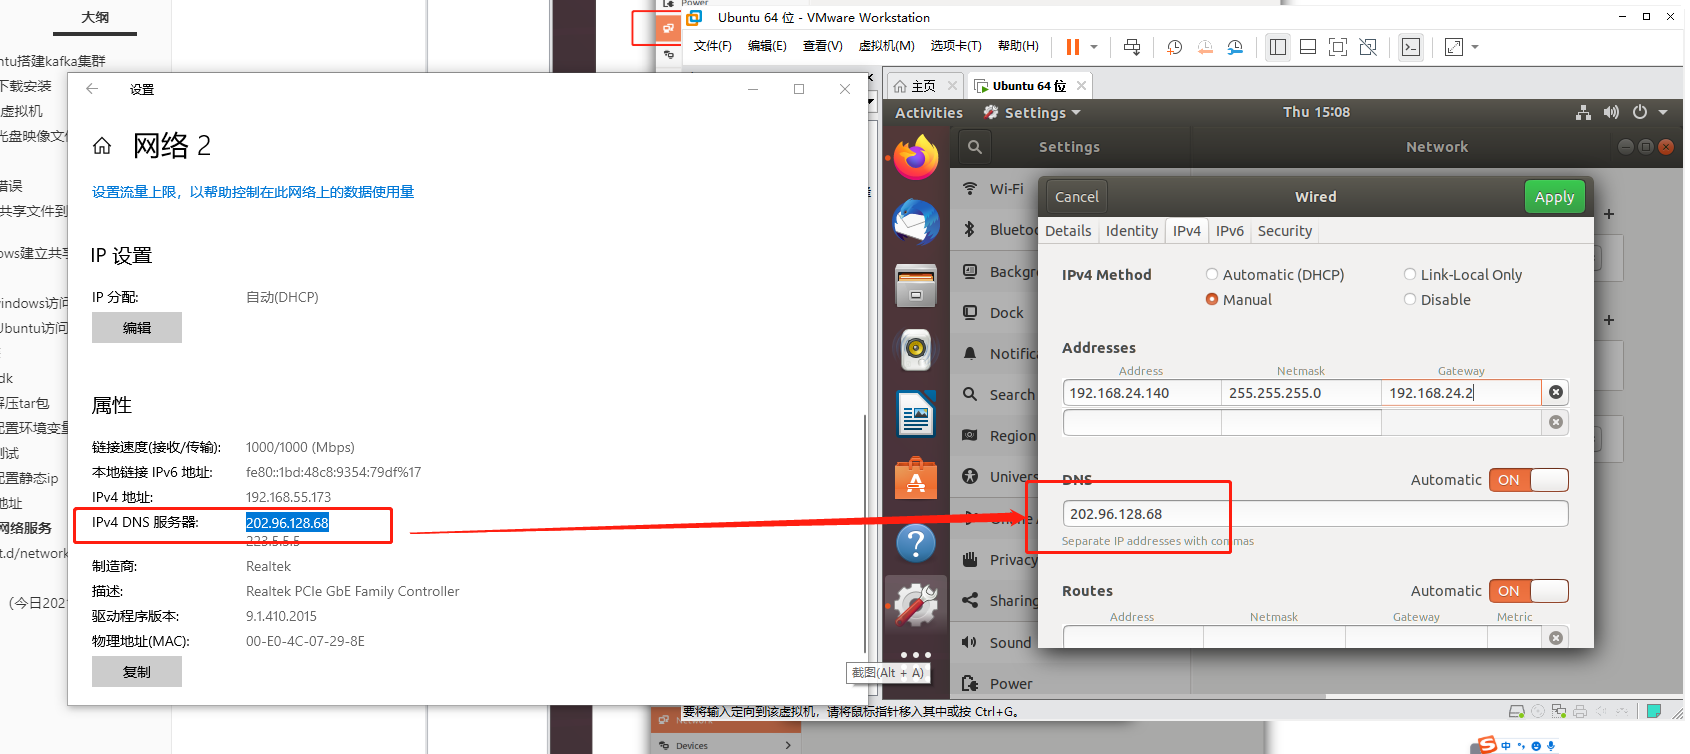 大纲
ntu搭建kafka集群
下载安装
虚拟机
光盘映像文
错误
共享文件到
ows建立共享
windows访问
Ubuntu访问
dk
解压tar包
配置环境变量
测试
配置静态ip
地址
网络服务
t.d/network
（今日202
设置
网络 2
设置流量上限，以帮助控制在此网络上的数据使用量
IP 设置
IP 分配:
自动(DHCP)
编辑
属性
链接速度(接收/传输):
1000/1000 (Mbps)
本地链接 IPv6 地址:
fe80::1bd:48c8:9354:79df%17
IPv4 地址:
192.168.55.173
IPv4 DNS 服务器:
202.96.128.68
223.5.5.5
制造商:
Realtek
描述:
Realtek PCIe GbE Family Controller
驱动程序版本:
9.1.410.2015
物理地址(MAC):
00-E0-4C-07-29-8E
复制
截图(Alt + A)
Power
Ubuntu 64 位 - VMware Workstation
文件(F) 编辑(E) 查看(V) 虚拟机(M) 选项卡(T) 帮助(H)
主页
Ubuntu 64 位
Activities
Settings
Thu 15:08
Settings
Network
Wi-Fi
Bluetoo
Backgr
Dock
Notific
Search
Region
Univers
Online A
Privacy
Sharing
Sound
Power
Cancel
Wired
Apply
Details Identity IPv4 IPv6 Security
IPv4 Method
Automatic (DHCP)
Link-Local Only
Manual
Disable
Addresses
Address Netmask Gateway
192.168.24.140 255.255.255.0 192.168.24.2
DNS
Automatic ON
202.96.128.68
Separate IP addresses with commas
Routes
Automatic ON
Address Netmask Gateway Metric
要将输入定向到该虚拟机，请将鼠标指针移入其中或按 Ctrl+G。
Network
Devices
中